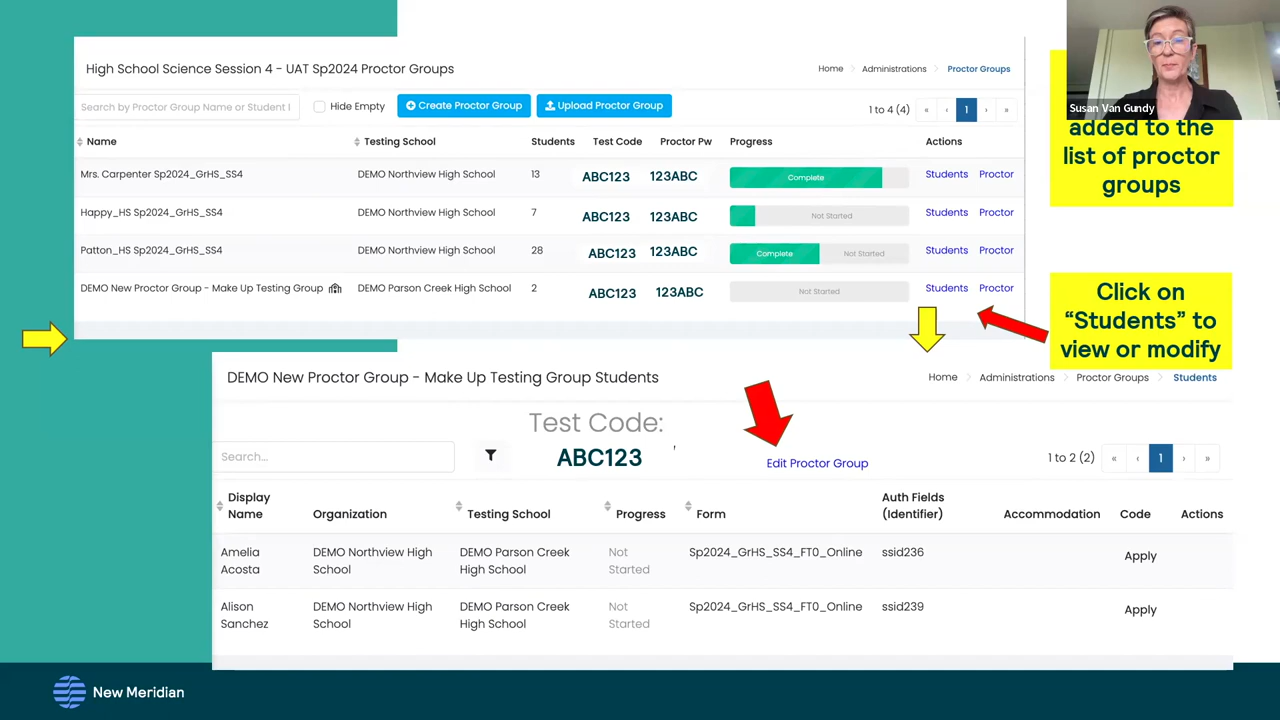 High School Science Session 4 - UAT Sp2024 Proctor Groups
Home Administrations Proctor Groups
Search by Proctor Group Name or Student I
Hide Empty
Create Proctor Group
Upload Proctor Group
1 to 4 (4) « ‹ 1 › »
Name Testing School Students Test Code Proctor Pw Progress Actions
Mrs. Carpenter Sp2024_GrHS_SS4 DEMO Northview High School 13 ABC123 123ABC Complete Students Proctor
Happy_HS Sp2024_GrHS_SS4 DEMO Northview High School 7 ABC123 123ABC Not Started Students Proctor
Patton_HS Sp2024_GrHS_SS4 DEMO Northview High School 28 ABC123 123ABC Complete Not Started Students Proctor
DEMO New Proctor Group - Make Up Testing Group DEMO Parson Creek High School 2 ABC123 123ABC Not Started Students Proctor
Susan Van Gundy
added to the
list of proctor
groups
Click on
“Students” to
view or modify
DEMO New Proctor Group - Make Up Testing Group Students
Home Administrations Proctor Groups Students
Test Code:
Search...
ABC123
Edit Proctor Group
1 to 2 (2) « ‹ 1 › »
Display Name Organization Testing School Progress Form Auth Fields (Identifier) Accommodation Code Actions
Amelia Acosta DEMO Northview High School DEMO Parson Creek High School Not Started Sp2024_GrHS_SS4_FT0_Online ssid236 Apply
Alison Sanchez DEMO Northview High School DEMO Parson Creek High School Not Started Sp2024_GrHS_SS4_FT0_Online ssid239 Apply
New Meridian